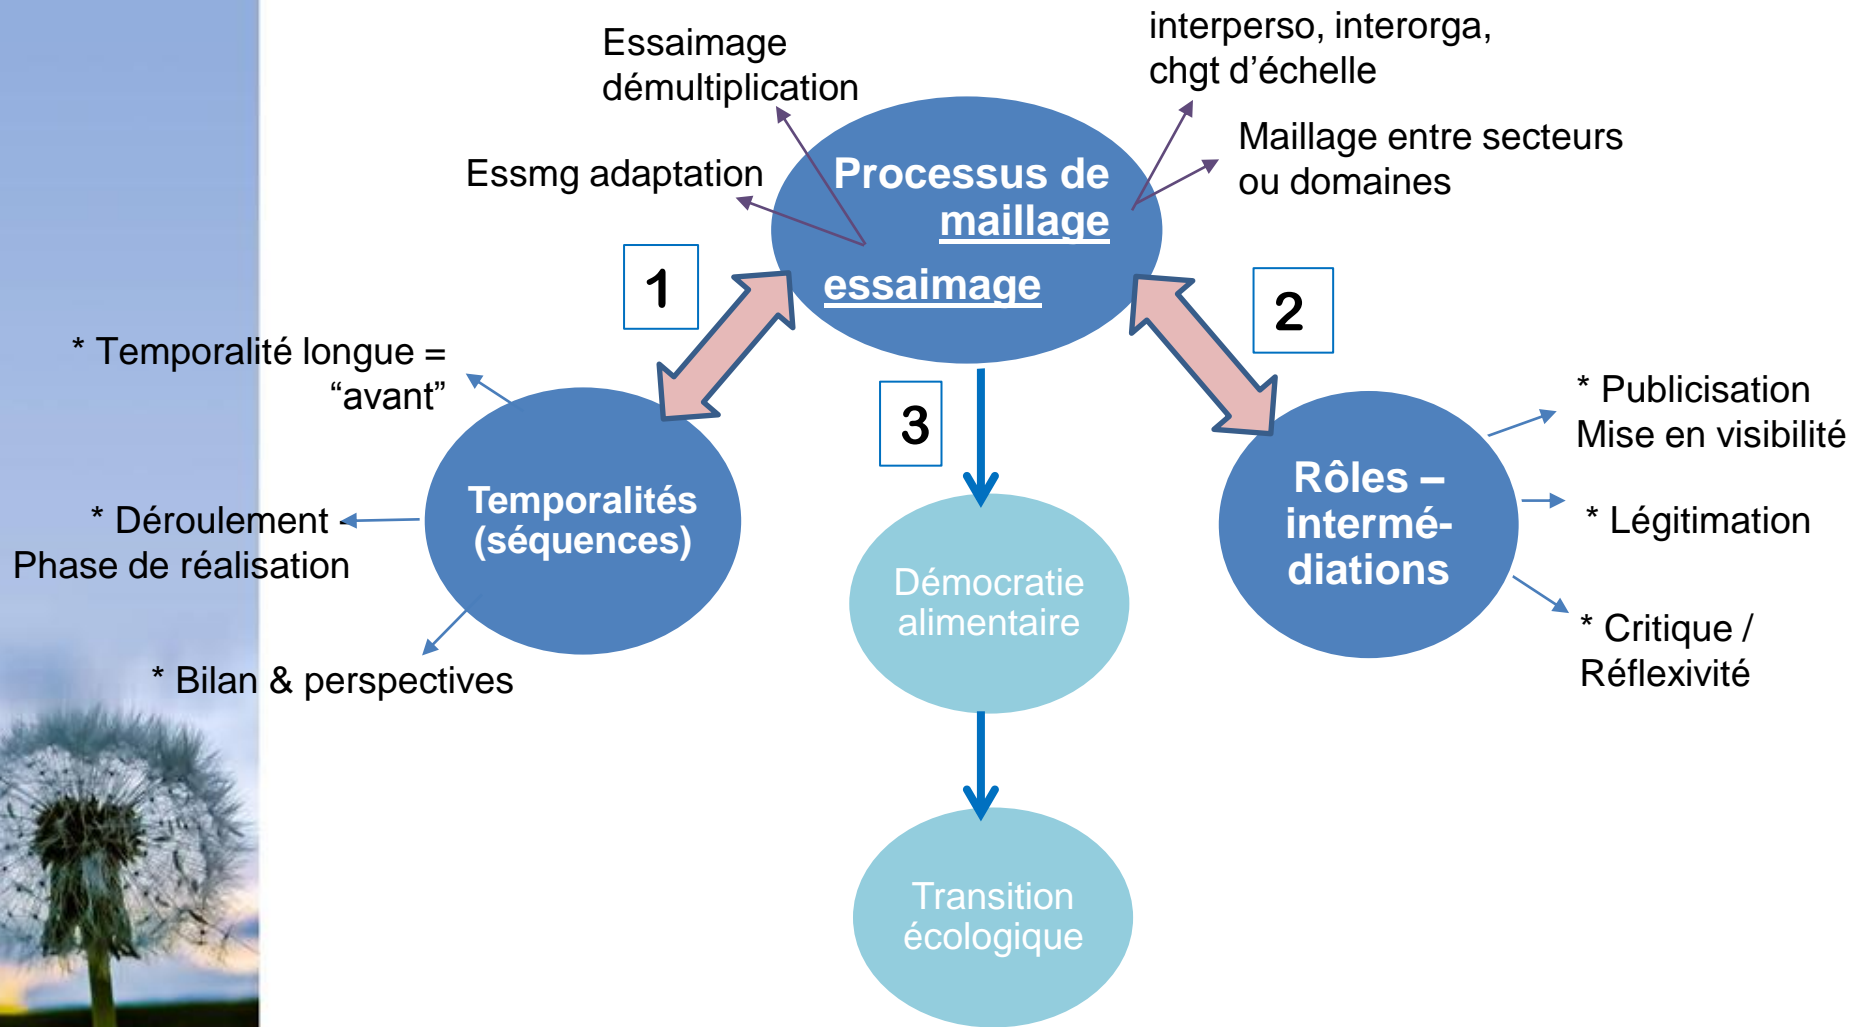 Essaimage
démultiplication
interperso, interorga,
chgt d’échelle
Essmg adaptation
Maillage entre secteurs
ou domaines
Processus de
maillage
essaimage
1
2
3
* Temporalité longue =
“avant”
* Déroulement -
Phase de réalisation
* Bilan & perspectives
Temporalités
(séquences)
Rôles –
intermé-
diations
* Publicisation
Mise en visibilité
* Légitimation
* Critique /
Réflexivité
Démocratie
alimentaire
Transition
écologique